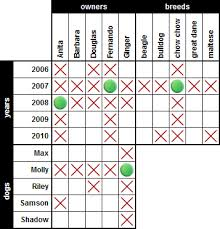 owners breeds
Anita Barbara Douglas Fernando Ginger beagle bulldog chow chow great dane maltese
years
2006
2007
2008
2009
2010
dogs
Max
Molly
Riley
Samson
Shadow